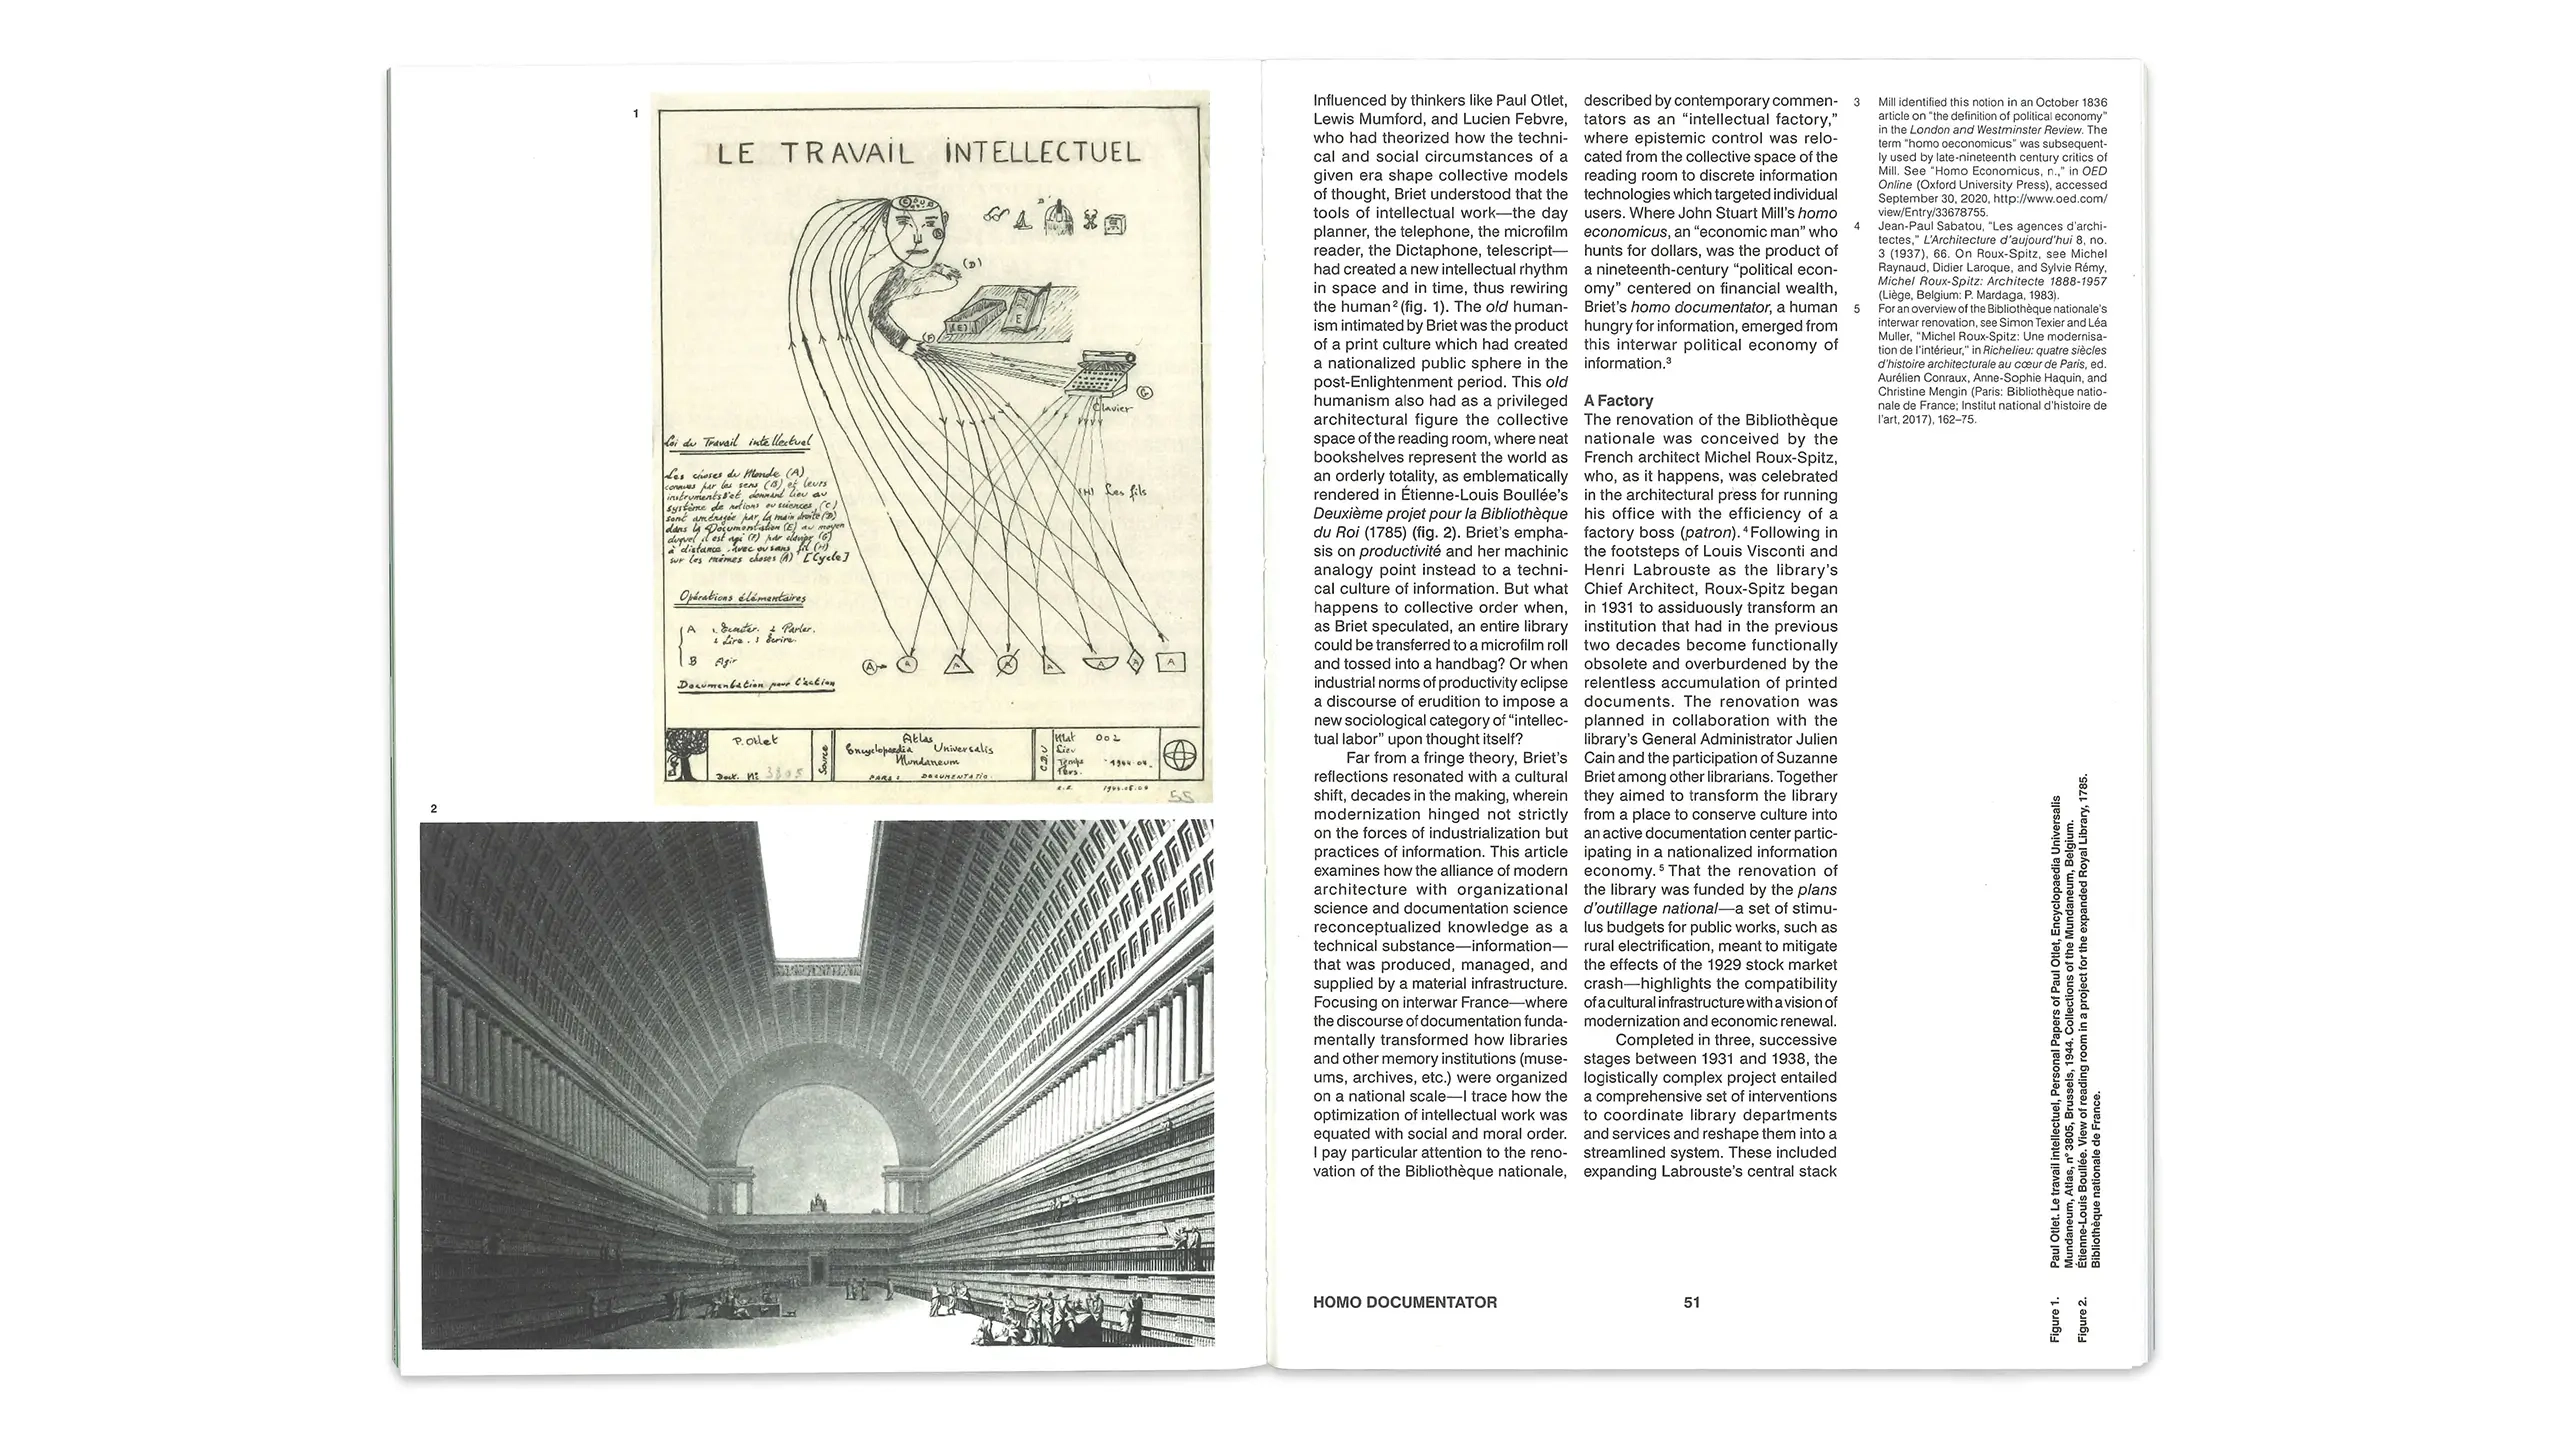 1
LE TRAVAIL INTELLECTUEL
(D)
(E)
E
(F)
G
Clavier
Loi du Travail intellectuel
Les choses du Monde (A)
connues par les sens (B) et leurs
instruments B'et donnant lieu au
système de notions ou sciences (C)
sont aménagée par la main droite (D)
dans la Documentation (E) au moyen
duquel il est agi (F) par clavier (G)
à distance avec ou sans fil (H)
sur les mêmes choses (A) [Cycle]
(H) Les fils
Opérations élémentaires
A 1 Ecouter. 2 Parler.
3 Lire. 4 Ecrire.
B Agir
Documentation pour l'action
A A A A A A A A
P. Otlet
Doct. No 3805
Source
Atlas
Encyclopaedia Universalis
Mundaneum
PARS: DOCUMENTATIO
C.D.U
Mat 002
Lieu
Temps 1944.04.
Pers.
55
2
Influenced by thinkers like Paul Otlet,
Lewis Mumford, and Lucien Febvre,
who had theorized how the techni-
cal and social circumstances of a
given era shape collective models
of thought, Briet understood that the
tools of intellectual work—the day
planner, the telephone, the microfilm
reader, the Dictaphone, telescript—
had created a new intellectual rhythm
in space and in time, thus rewiring
the human² (fig. 1). The old human-
ism intimated by Briet was the product
of a print culture which had created
a nationalized public sphere in the
post-Enlightenment period. This old
humanism also had as a privileged
architectural figure the collective
space of the reading room, where neat
bookshelves represent the world as
an orderly totality, as emblematically
rendered in Étienne-Louis Boullée's
Deuxième projet pour la Bibliothèque
du Roi (1785) (fig. 2). Briet's empha-
sis on productivité and her machinic
analogy point instead to a techni-
cal culture of information. But what
happens to collective order when,
as Briet speculated, an entire library
could be transferred to a microfilm roll
and tossed into a handbag? Or when
industrial norms of productivity eclipse
a discourse of erudition to impose a
new sociological category of "intellec-
tual labor" upon thought itself?
Far from a fringe theory, Briet's
reflections resonated with a cultural
shift, decades in the making, wherein
modernization hinged not strictly
on the forces of industrialization but
practices of information. This article
examines how the alliance of modern
architecture with organizational
science and documentation science
reconceptualized knowledge as a
technical substance—information—
that was produced, managed, and
supplied by a material infrastructure.
Focusing on interwar France—where
the discourse of documentation funda-
mentally transformed how libraries
and other memory institutions (muse-
ums, archives, etc.) were organized
on a national scale—I trace how the
optimization of intellectual work was
equated with social and moral order.
I pay particular attention to the reno-
vation of the Bibliothèque nationale,
described by contemporary commen-
tators as an "intellectual factory,"
where epistemic control was relo-
cated from the collective space of the
reading room to discrete information
technologies which targeted individual
users. Where John Stuart Mill's homo
economicus, an "economic man" who
hunts for dollars, was the product of
a nineteenth-century "political econ-
omy" centered on financial wealth,
Briet's homo documentator, a human
hungry for information, emerged from
this interwar political economy of
information.³
A Factory
The renovation of the Bibliothèque
nationale was conceived by the
French architect Michel Roux-Spitz,
who, as it happens, was celebrated
in the architectural press for running
his office with the efficiency of a
factory boss (patron).⁴ Following in
the footsteps of Louis Visconti and
Henri Labrouste as the library's
Chief Architect, Roux-Spitz began
in 1931 to assiduously transform an
institution that had in the previous
two decades become functionally
obsolete and overburdened by the
relentless accumulation of printed
documents. The renovation was
planned in collaboration with the
library's General Administrator Julien
Cain and the participation of Suzanne
Briet among other librarians. Together
they aimed to transform the library
from a place to conserve culture into
an active documentation center partic-
ipating in a nationalized information
economy.⁵ That the renovation of
the library was funded by the plans
d'outillage national—a set of stimu-
lus budgets for public works, such as
rural electrification, meant to mitigate
the effects of the 1929 stock market
crash—highlights the compatibility
of a cultural infrastructure with a vision of
modernization and economic renewal.
Completed in three, successive
stages between 1931 and 1938, the
logistically complex project entailed
a comprehensive set of interventions
to coordinate library departments
and services and reshape them into a
streamlined system. These included
expanding Labrouste's central stack
3 Mill identified this notion in an October 1836
article on "the definition of political economy"
in the London and Westminster Review. The
term "homo oeconomicus" was subsequent-
ly used by late-nineteenth century critics of
Mill. See "Homo Economicus, n.," in OED
Online (Oxford University Press), accessed
September 30, 2020, http://www.oed.com/
view/Entry/33678755.
4 Jean-Paul Sabatou, "Les agences d'archi-
tectes," L'Architecture d'aujourd'hui 8, no.
3 (1937), 66. On Roux-Spitz, see Michel
Raynaud, Didier Laroque, and Sylvie Rémy,
Michel Roux-Spitz: Architecte 1888-1957
(Liège, Belgium: P. Mardaga, 1983).
5 For an overview of the Bibliothèque nationale's
interwar renovation, see Simon Texier and Léa
Muller, "Michel Roux-Spitz: Une modernisa-
tion de l'intérieur," in Richelieu: quatre siècles
d'histoire architecturale au cœur de Paris, ed.
Aurélien Conraux, Anne-Sophie Haquin, and
Christine Mengin (Paris: Bibliothèque natio-
nale de France; Institut national d'histoire de
l'art, 2017), 162–75.
HOMO DOCUMENTATOR
51
Figure 1. Paul Otlet. Le travail intellectuel, Personal Papers of Paul Otlet, Encyclopaedia Universalis
Mundaneum, Atlas, n° 3805, Brussels, 1944. Collections of the Mundaneum, Belgium.
Figure 2. Étienne-Louis Boullée. View of reading room in a project for the expanded Royal Library, 1785.
Bibliothèque nationale de France.